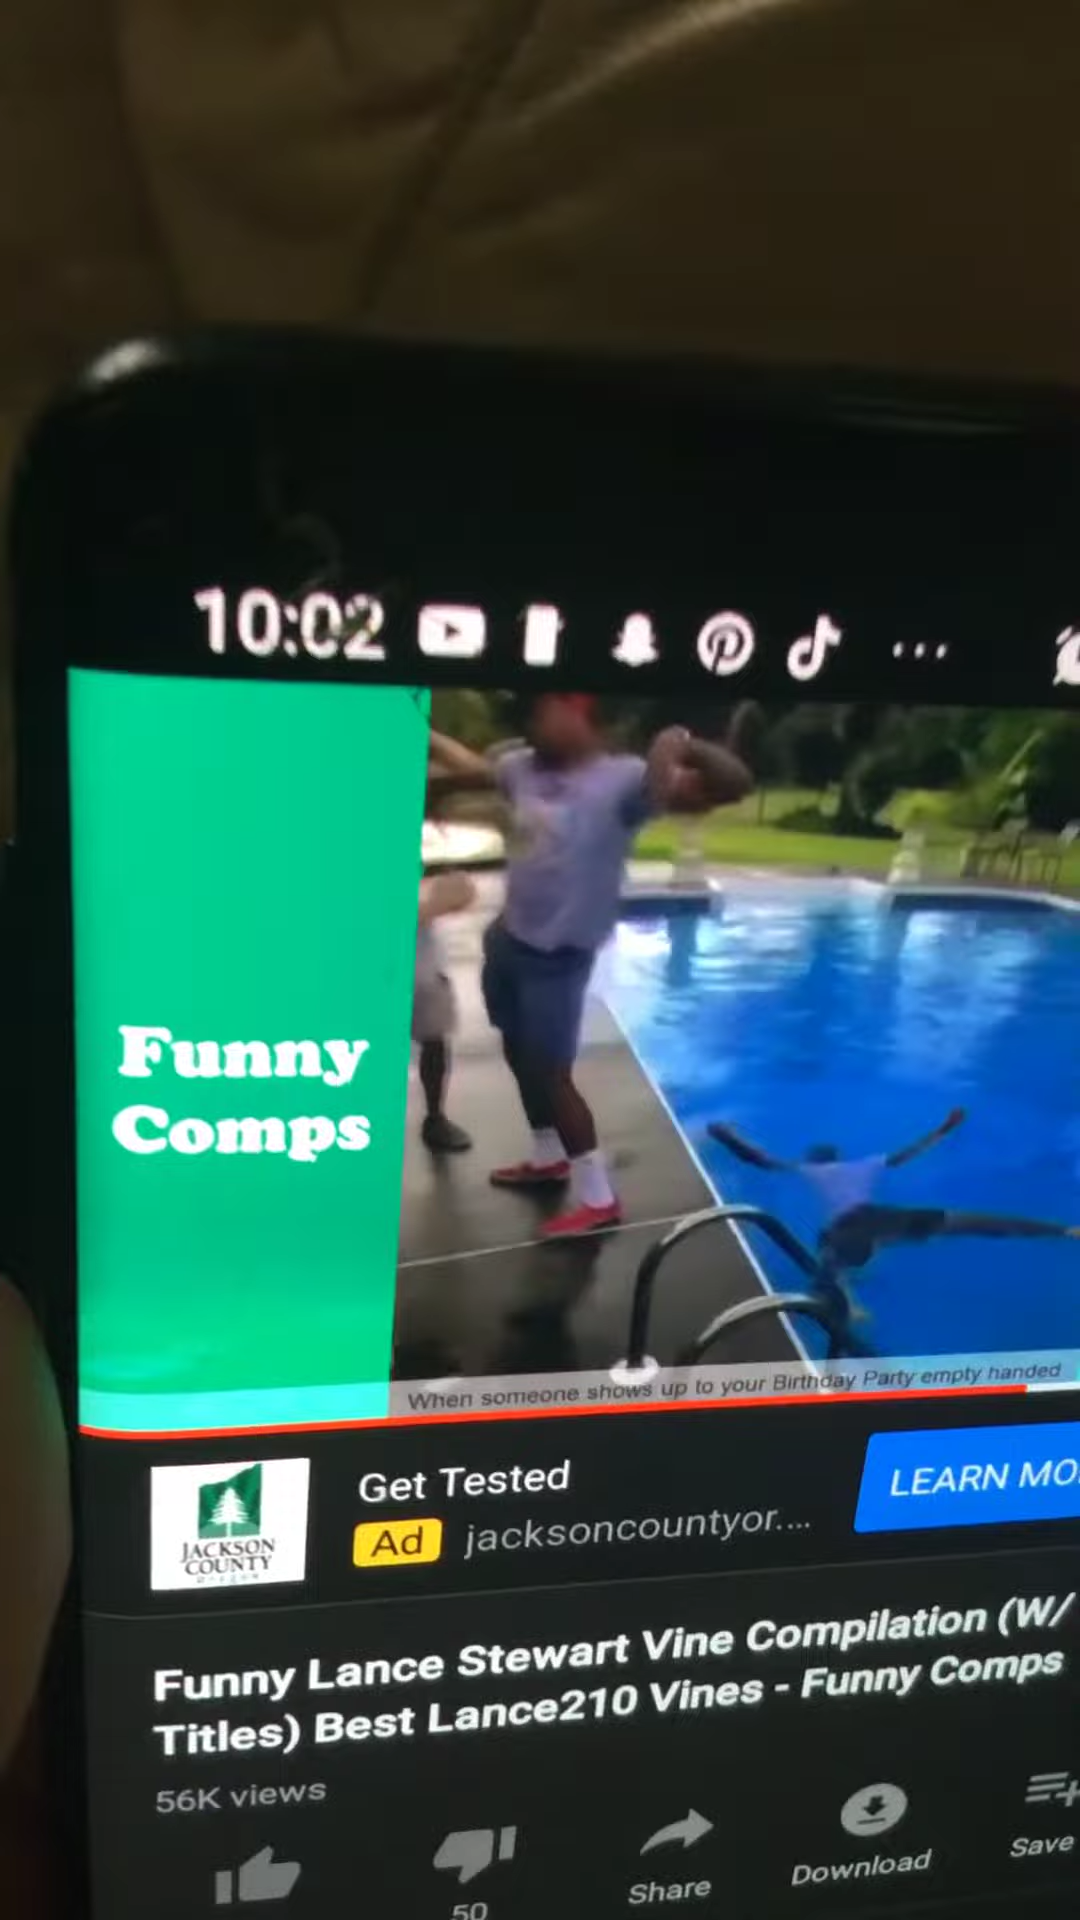 10:02
Funny
Comps
When someone shows up to your Birthday Party empty handed
Get Tested
LEARN
Ad jacksoncountyor....
JACKSON
COUNTY
Funny Lance Stewart Vine Compilation (W/
Titles) Best Lance210 Vines - Funny Comps
56K views
50
Share
Download
Save